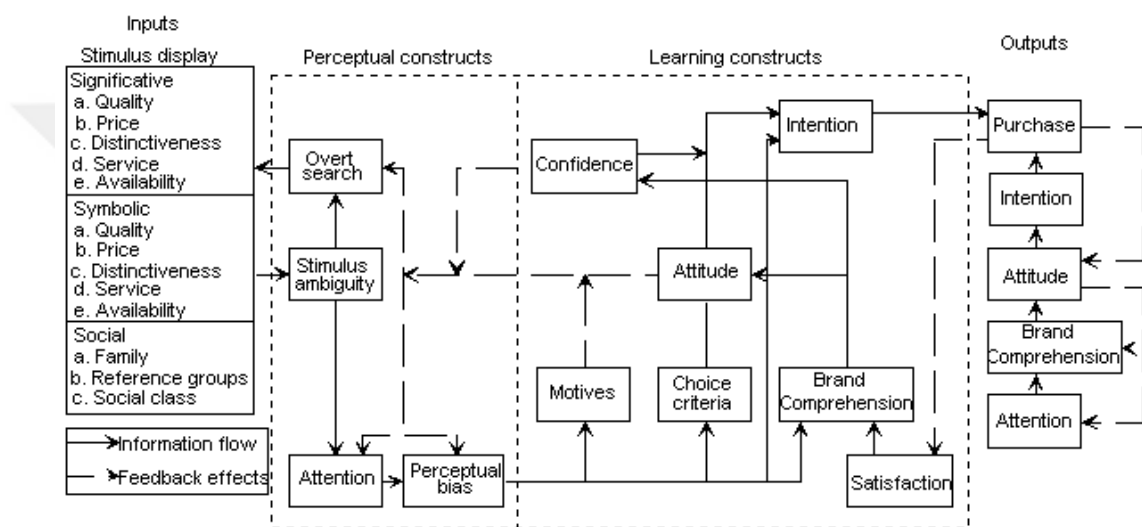 Inputs
Stimulus display
Significative
a. Quality
b. Price
c. Distinctiveness
d. Service
e. Availability
Symbolic
a. Quality
b. Price
c. Distinctiveness
d. Service
e. Availability
Social
a. Family
b. Reference groups
c. Social class
Information flow
Feedback effects
Perceptual constructs
Overt
search
Stimulus
ambiguity
Attention
Perceptual
bias
Learning constructs
Confidence
Intention
Attitude
Motives
Choice
criteria
Brand
Comprehension
Satisfaction
Outputs
Purchase
Intention
Attitude
Brand
Comprehension
Attention